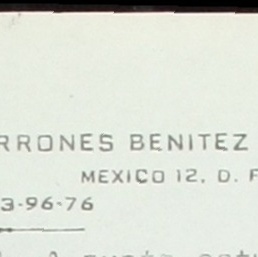 RRONES BENITEZ
MEXICO 12, D. F
3-96-76